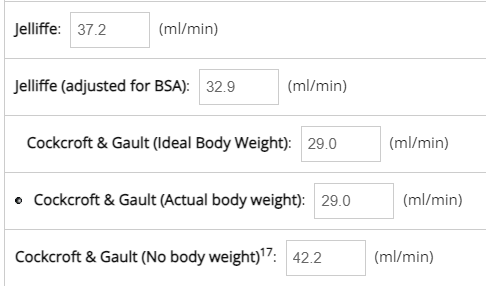 Jelliffe: 37.2 (ml/min)
Jelliffe (adjusted for BSA): 32.9 (ml/min)
Cockcroft & Gault (Ideal Body Weight): 29.0 (ml/min)
• Cockcroft & Gault (Actual body weight): 29.0 (ml/min)
Cockcroft & Gault (No body weight)¹⁷: 42.2 (ml/min)